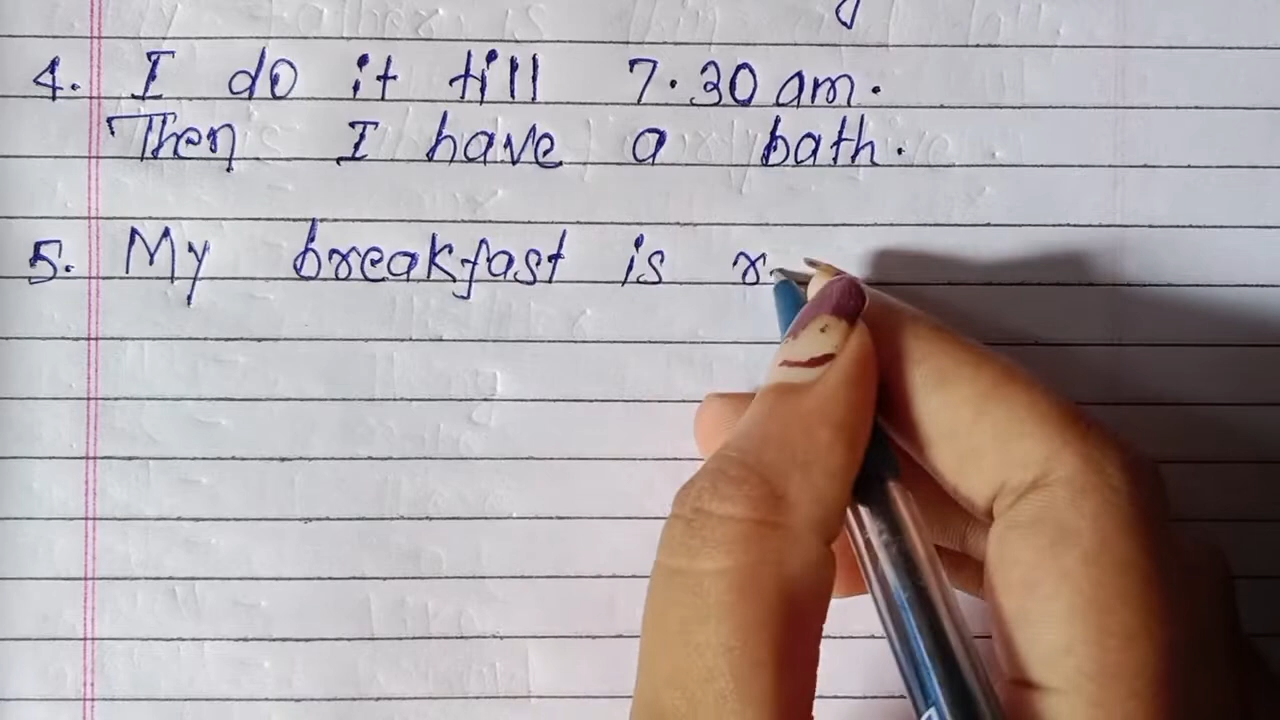 4. I do it till 7.30 am.
Then I have a bath.
5. My breakfast is r